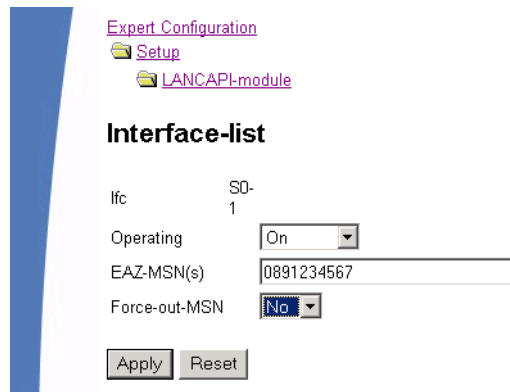 Expert Configuration
Setup
LANCAPI-module
Interface-list
Ifc S0-
1
Operating On
EAZ-MSN(s) 0891234567
Force-out-MSN No
Apply Reset